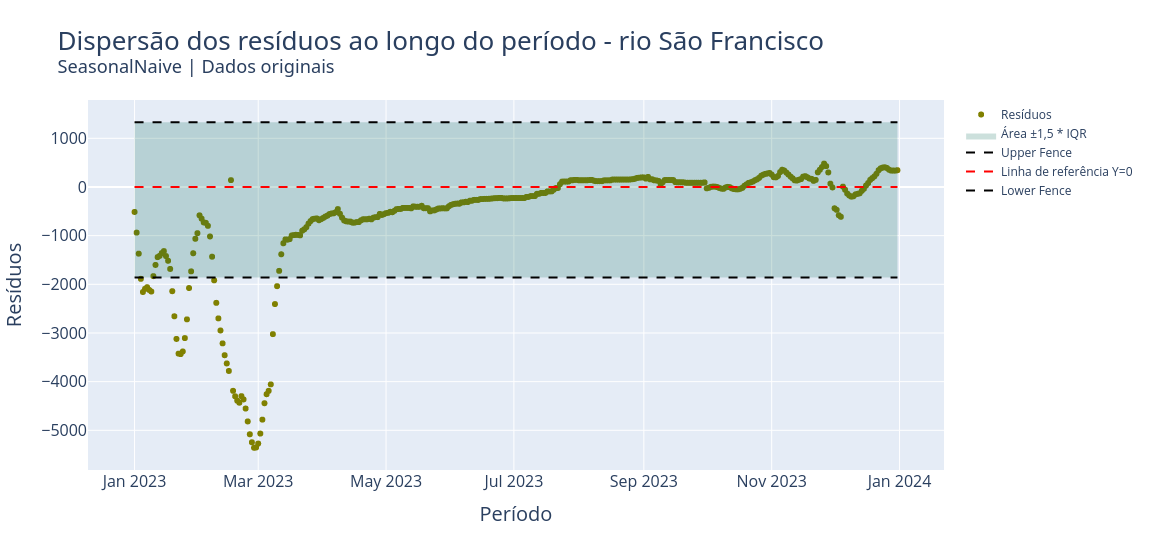 Dispersão dos resíduos ao longo do período - rio São Francisco
SeasonalNaive | Dados originais
Resíduos
1000
0
−1000
−2000
−3000
−4000
−5000
Jan 2023
Mar 2023
May 2023
Jul 2023
Sep 2023
Nov 2023
Jan 2024
Período
Resíduos
Área ±1,5 * IQR
Upper Fence
Linha de referência Y=0
Lower Fence